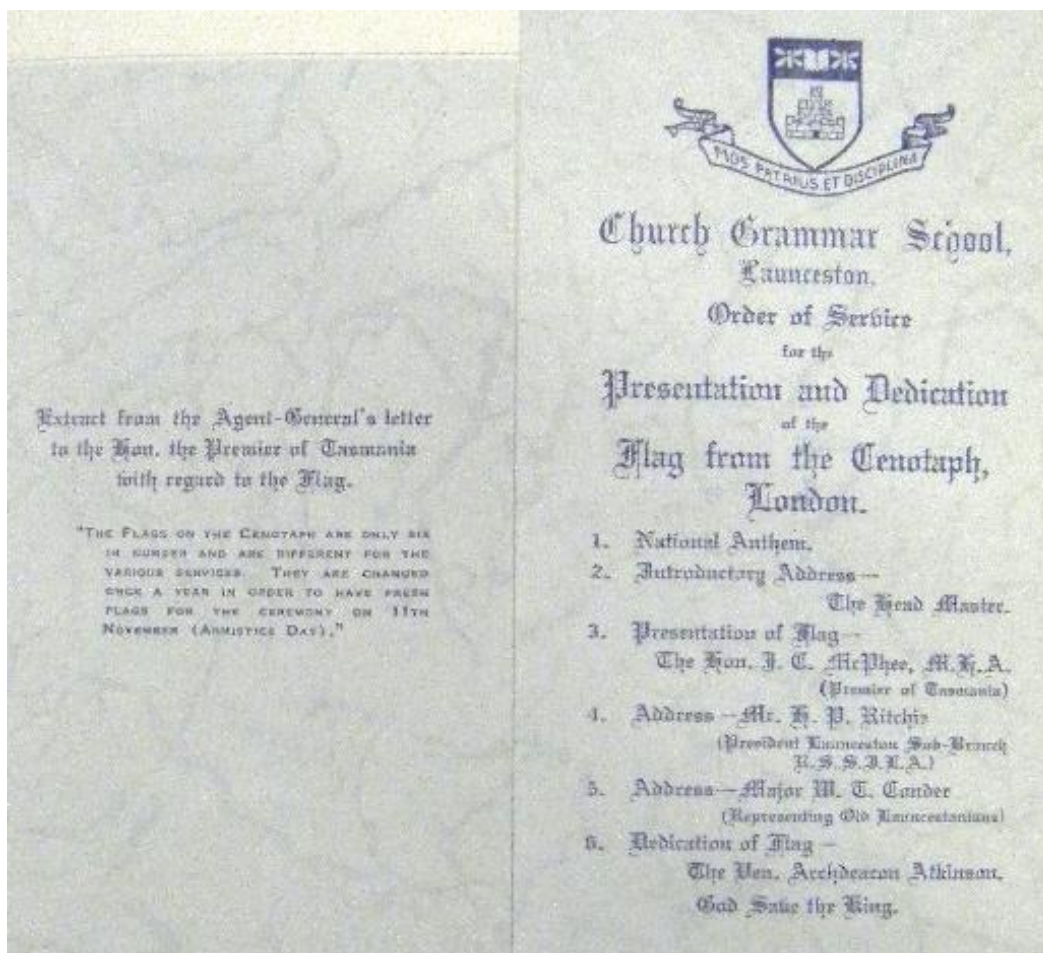 Extract from the Agent-General's letter
to the Hon. the Premier of Tasmania
with regard to the Flag.
"THE FLAGS ON THE CENOTAPH ARE ONLY SIX
IN NUMBER AND ARE DIFFERENT FOR THE
VARIOUS SERVICES. THEY ARE CHANGED
ONCE A YEAR IN ORDER TO HAVE FRESH
FLAGS FOR THE CEREMONY ON 11TH
NOVEMBER (ARMISTICE DAY)."
MOS PATRIUS ET DISCIPLINA
Church Grammar School,
Launceston.
Order of Service
for the
Presentation and Dedication
of the
Flag from the Cenotaph,
London.
1. National Anthem.
2. Introductory Address—
The Head Master.
3. Presentation of Flag—
The Hon. J. C. McPhee, M.H.A.
(Premier of Tasmania)
4. Address—Mr. H. P. Ritchie
(President Launceston Sub-Branch
R.S.S.I.L.A.)
5. Address—Major W. T. Conder
(Representing Old Launcestonians)
6. Dedication of Flag—
The Ven. Archdeacon Atkinson.
God Save the King.